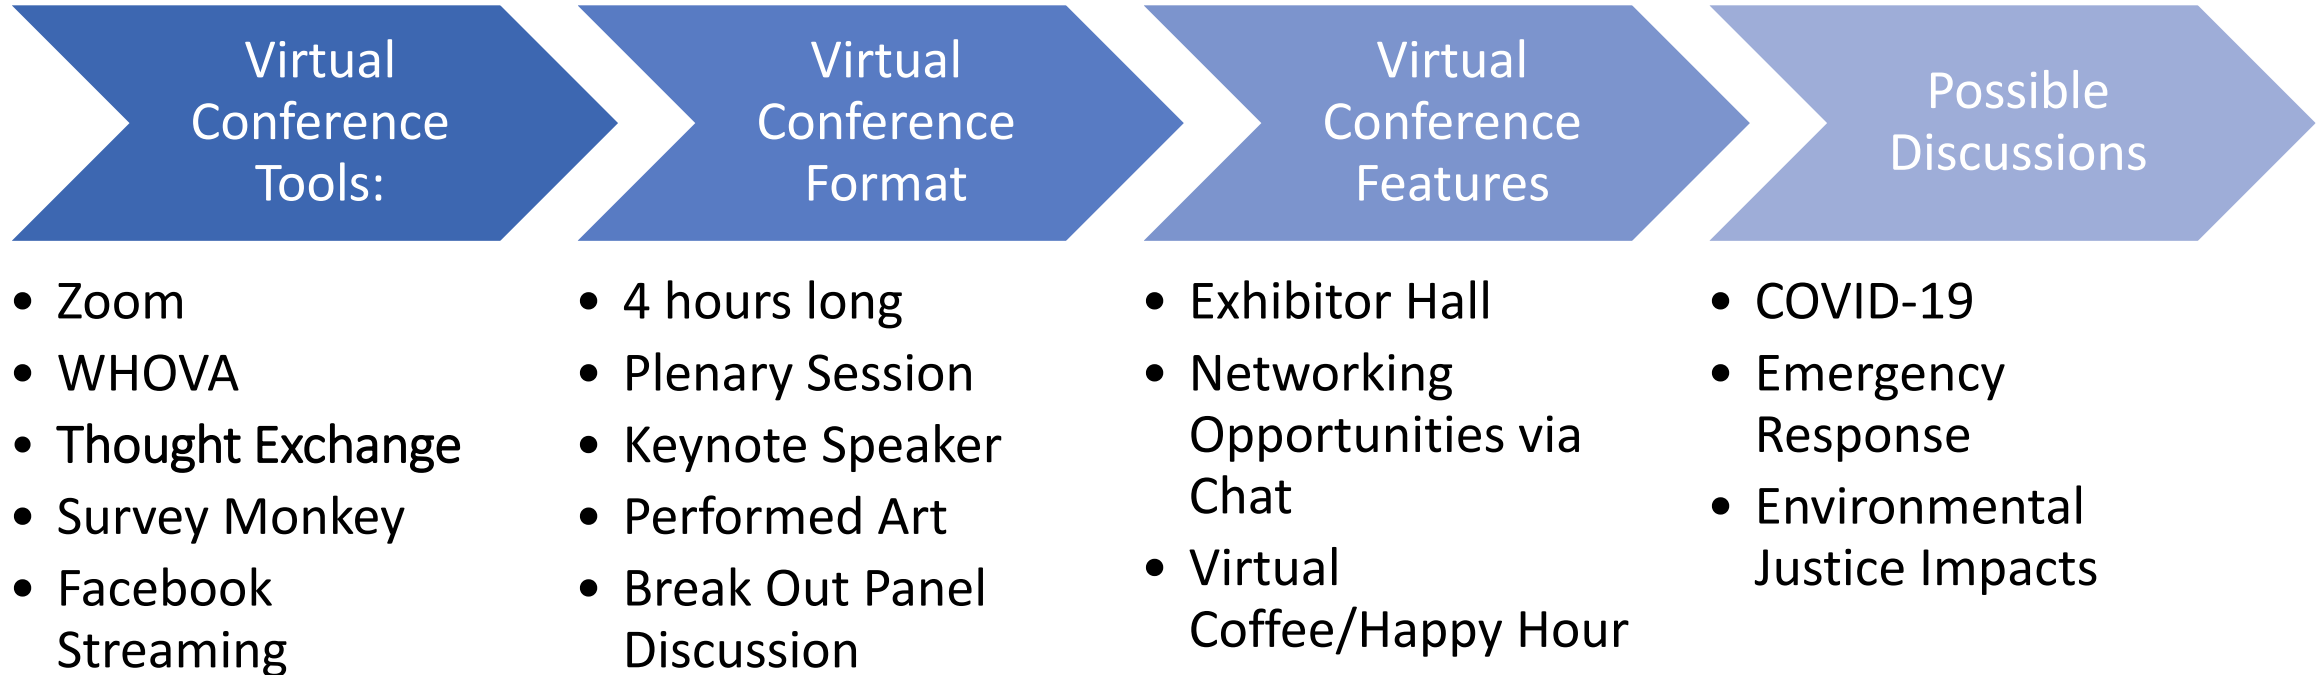 Virtual
Conference
Tools:
• Zoom
• WHOVA
• Thought Exchange
• Survey Monkey
• Facebook
Streaming
Virtual
Conference
Format
• 4 hours long
• Plenary Session
• Keynote Speaker
• Performed Art
• Break Out Panel
Discussion
Virtual
Conference
Features
• Exhibitor Hall
• Networking
Opportunities via
Chat
• Virtual
Coffee/Happy Hour
Possible
Discussions
• COVID-19
• Emergency
Response
• Environmental
Justice Impacts